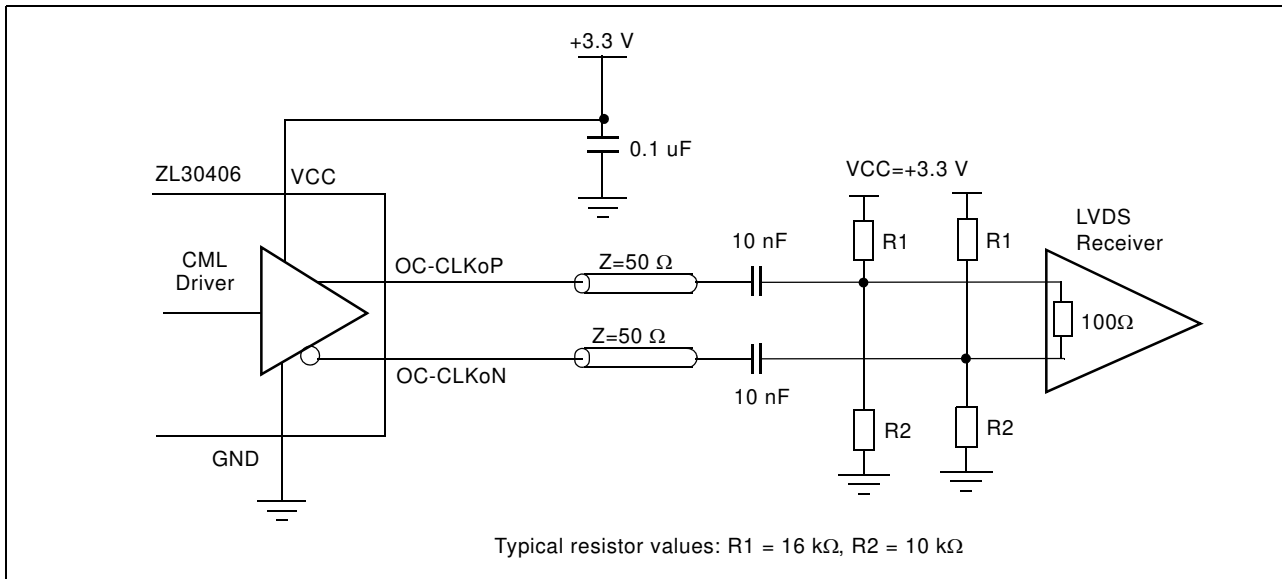 +3.3 V
0.1 uF
ZL30406
VCC
VCC=+3.3 V
LVDS
Receiver
10 nF
R1
R1
CML
Driver
OC-CLKoP
Z=50 Ω
100Ω
Z=50 Ω
OC-CLKoN
10 nF
R2
R2
GND
Typical resistor values: R1 = 16 kΩ, R2 = 10 kΩ